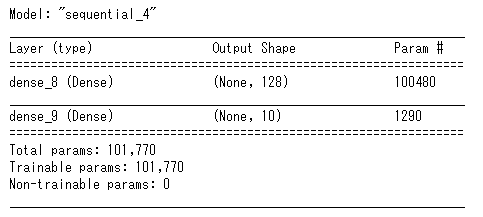 Model: "sequential_4"
Layer (type) Output Shape Param #
dense_8 (Dense) (None, 128) 100480
dense_9 (Dense) (None, 10) 1290
Total params: 101,770
Trainable params: 101,770
Non-trainable params: 0